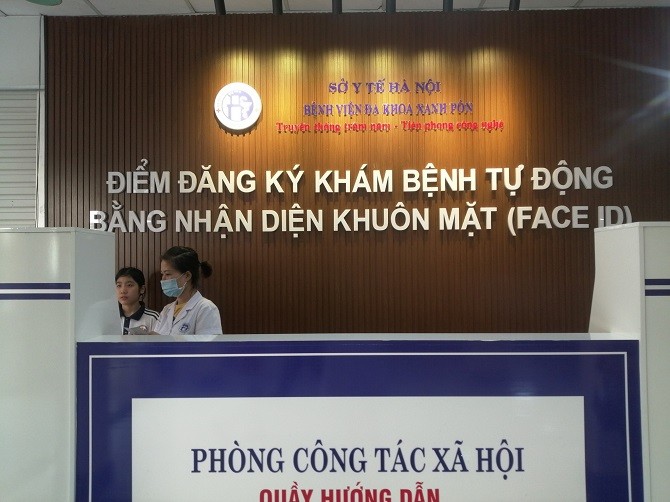 SỞ Y TẾ HÀ NỘI
BỆNH VIỆN ĐA KHOA XANH PÔN
Truyền thống trăm năm - Tiên phong công nghệ
ĐIỂM ĐĂNG KÝ KHÁM BỆNH TỰ ĐỘNG
BẰNG NHẬN DIỆN KHUÔN MẶT (FACE ID)
PHÒNG CÔNG TÁC XÃ HỘI
QUẦY HƯỚNG DẪN